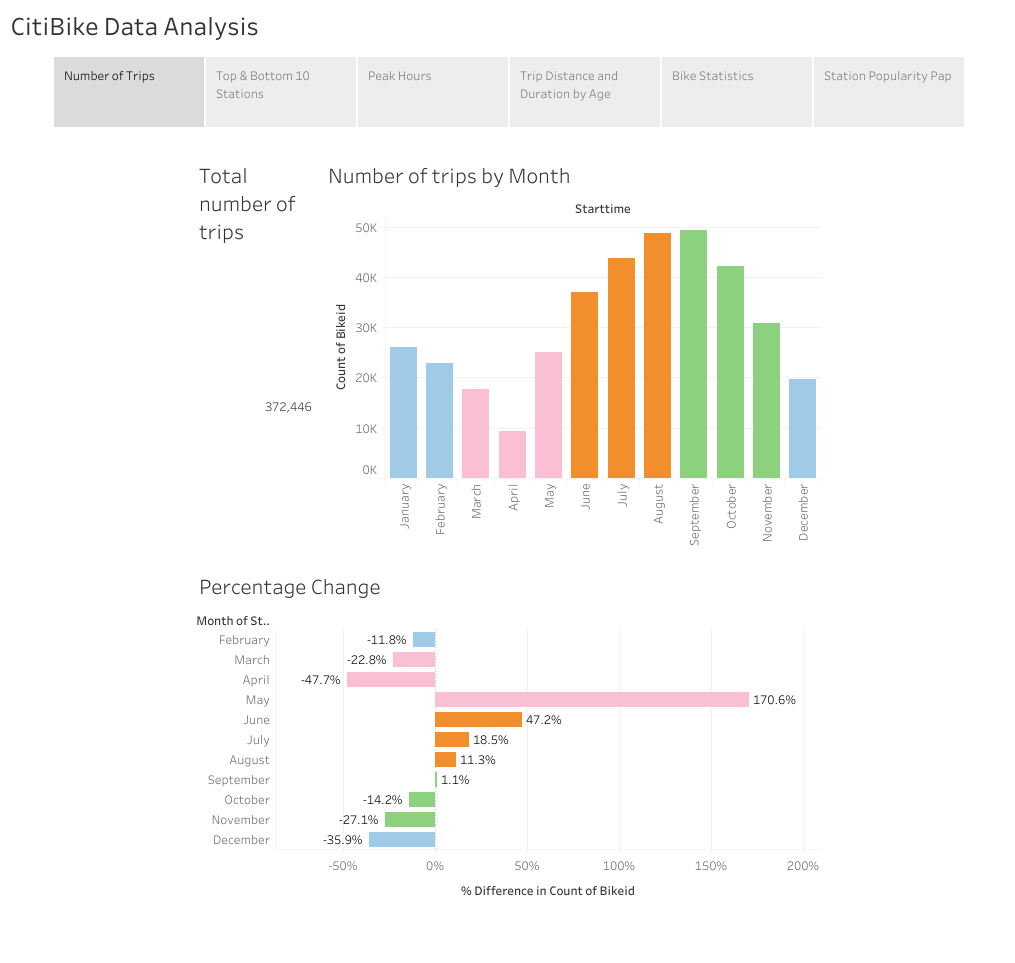 CitiBike Data Analysis
Number of Trips
Top & Bottom 10
Stations
Peak Hours
Trip Distance and
Duration by Age
Bike Statistics
Station Popularity Pap
Total
number of
trips
372,446
Number of trips by Month
Starttime
Count of Bikeid
50K
40K
30K
20K
10K
0K
January
February
March
April
May
June
July
August
September
October
November
December
Percentage Change
Month of St..
February -11.8%
March -22.8%
April -47.7%
May 170.6%
June 47.2%
July 18.5%
August 11.3%
September 1.1%
October -14.2%
November -27.1%
December -35.9%
-50% 0% 50% 100% 150% 200%
% Difference in Count of Bikeid